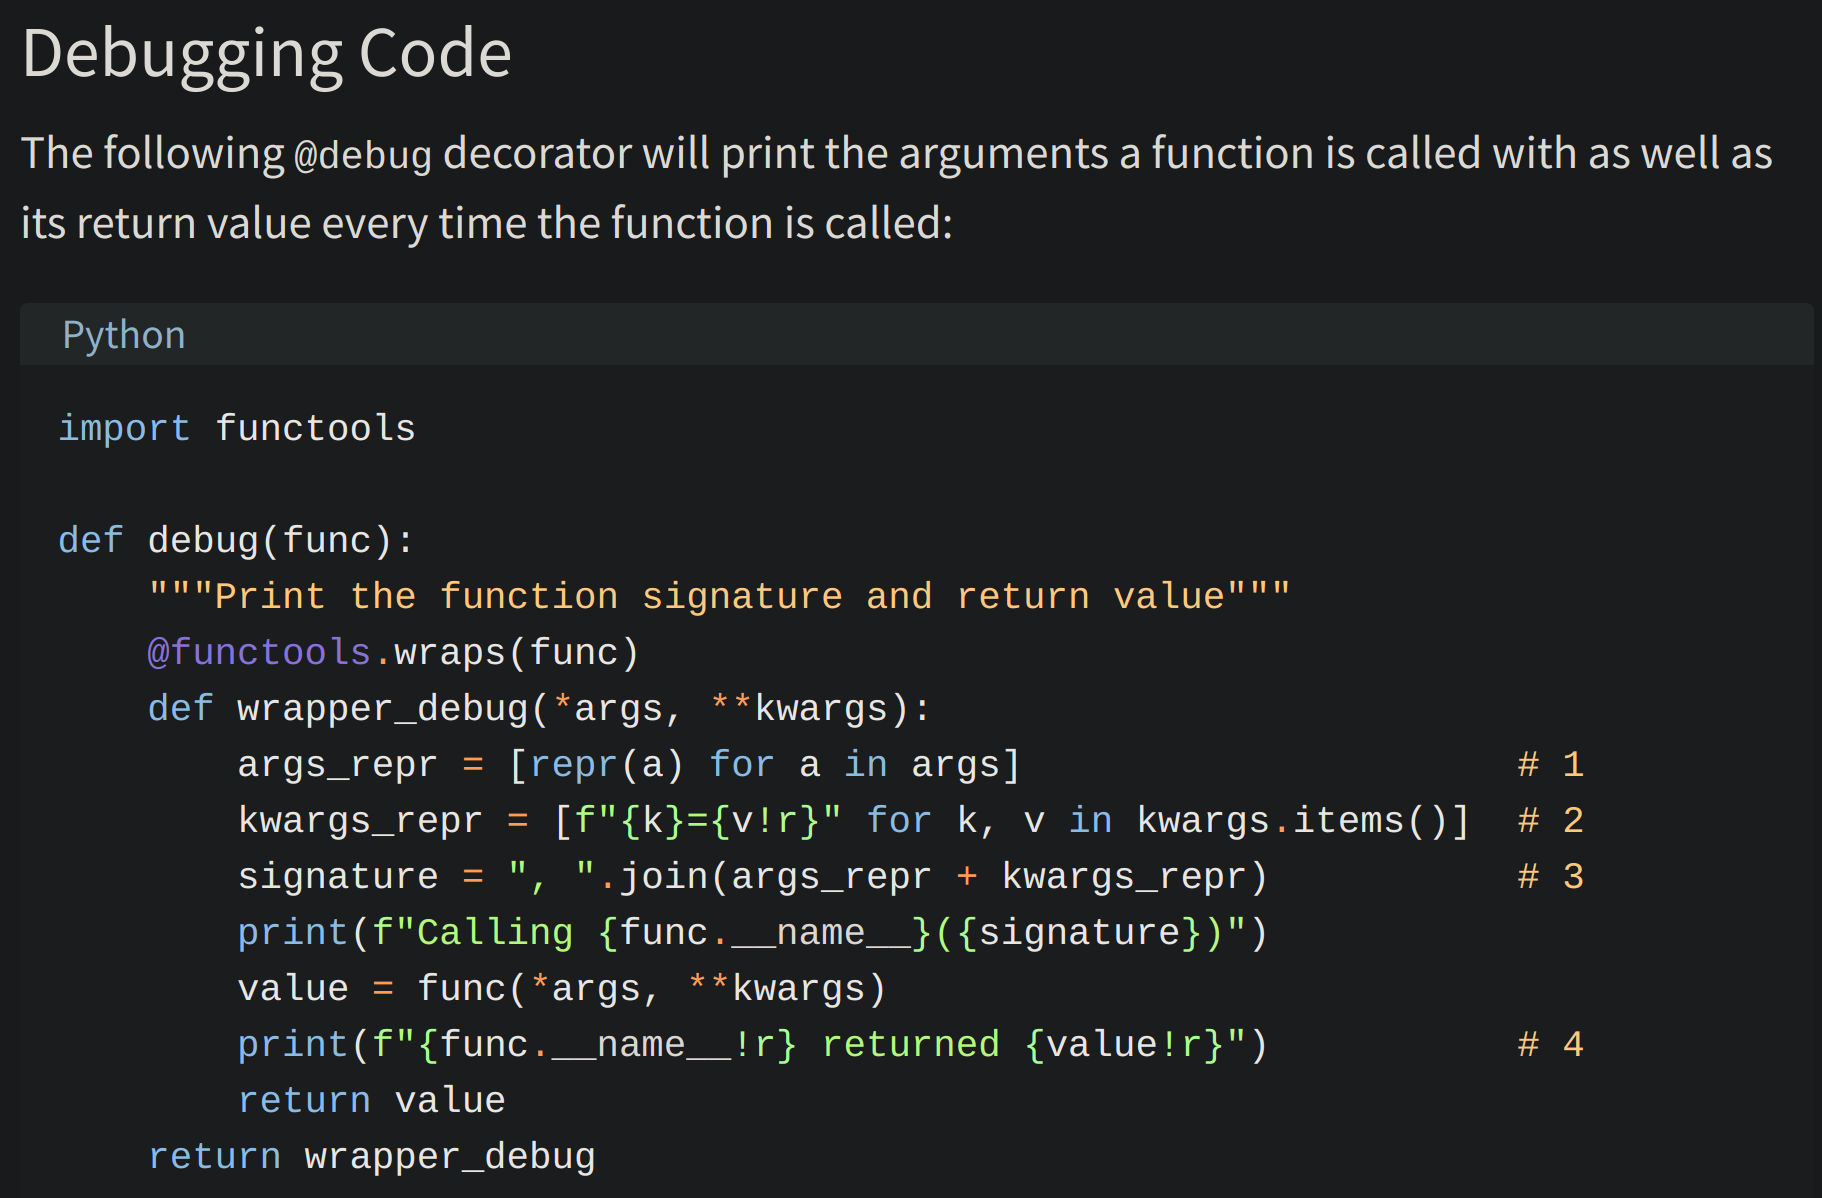 Debugging Code
The following @debug decorator will print the arguments a function is called with as well as
its return value every time the function is called:
Python
import functools
def debug(func):
    """Print the function signature and return value"""
    @functools.wraps(func)
    def wrapper_debug(*args, **kwargs):
        args_repr = [repr(a) for a in args]                      # 1
        kwargs_repr = [f"{k}={v!r}" for k, v in kwargs.items()]  # 2
        signature = ", ".join(args_repr + kwargs_repr)           # 3
        print(f"Calling {func.__name__}({signature})")
        value = func(*args, **kwargs)
        print(f"{func.__name__!r} returned {value!r}")           # 4
        return value
    return wrapper_debug